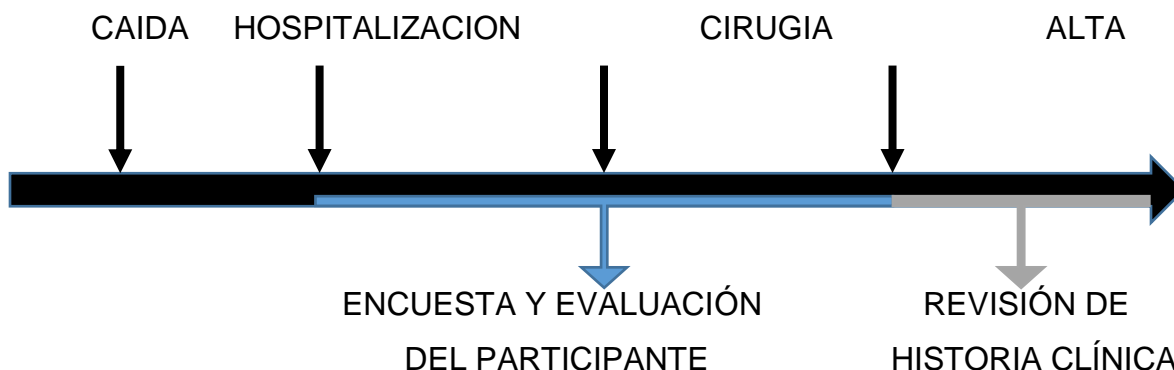 CAIDA HOSPITALIZACION CIRUGIA ALTA
ENCUESTA Y EVALUACIÓN
DEL PARTICIPANTE
REVISIÓN DE
HISTORIA CLÍNICA